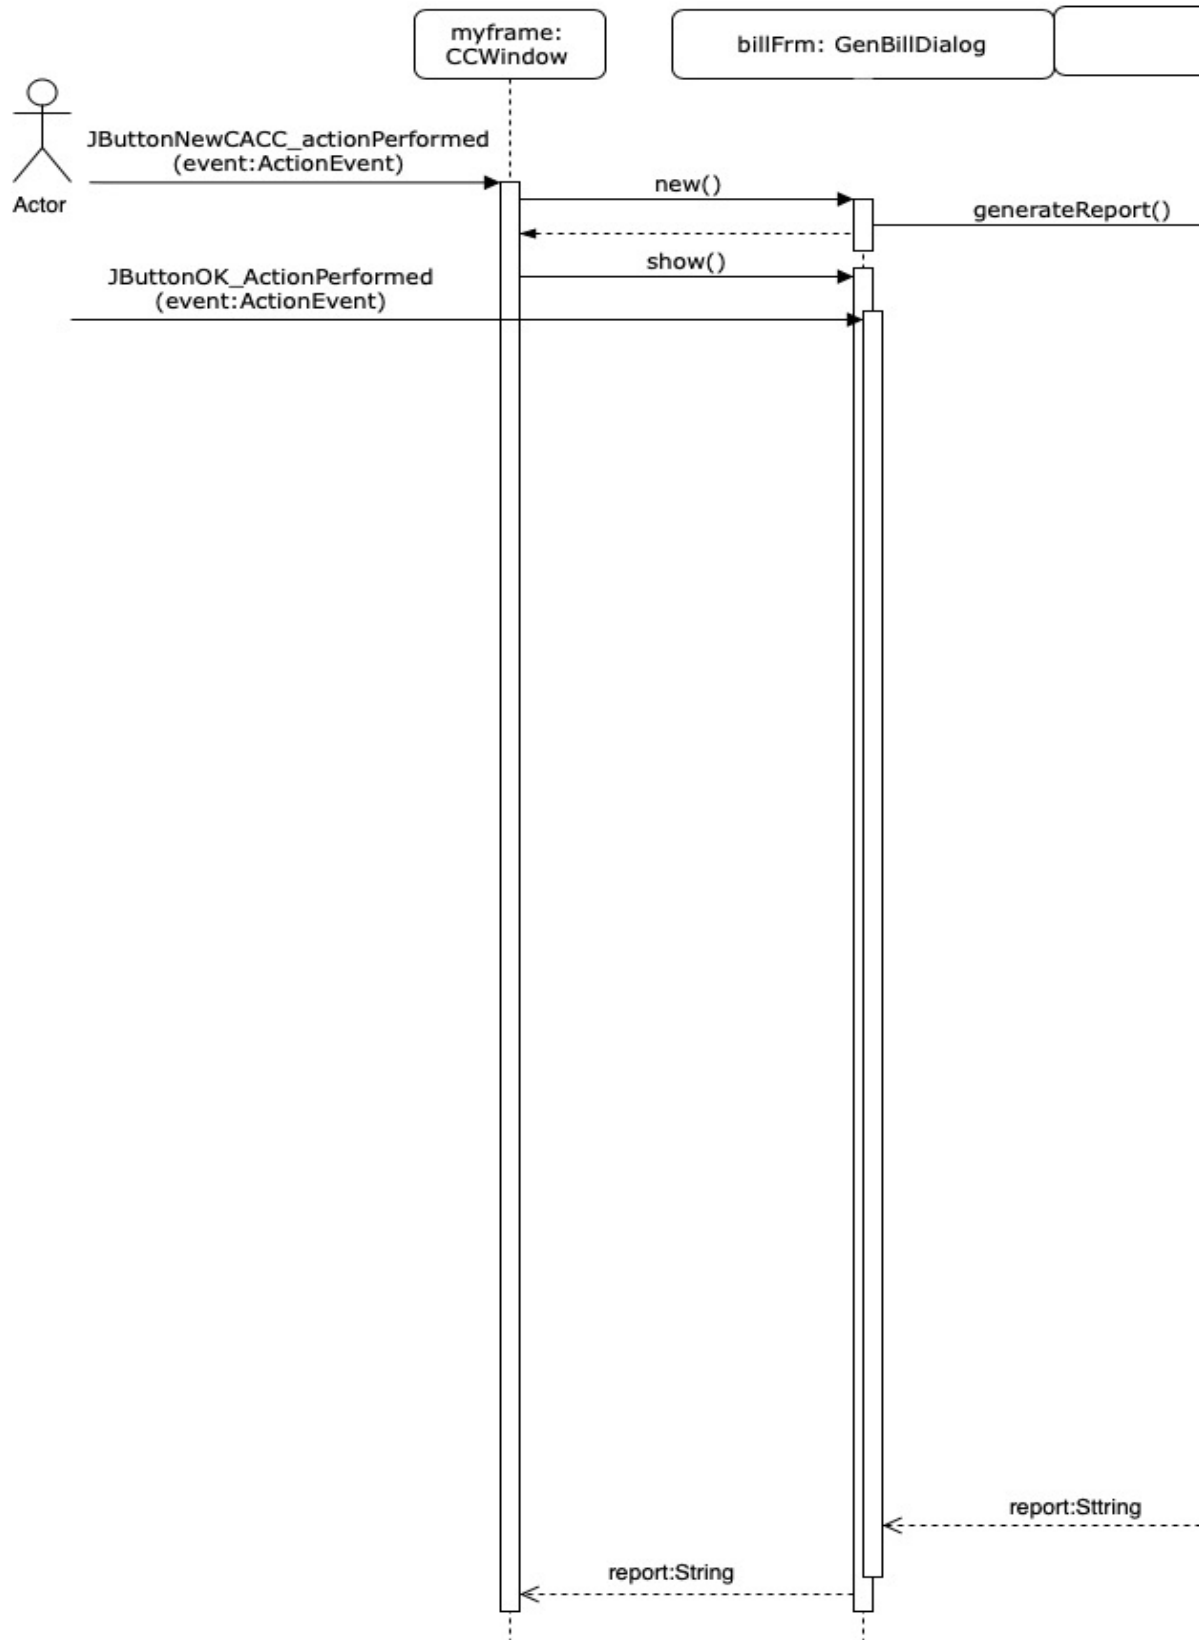 myframe:
CCWindow
billFrm: GenBillDialog
JButtonNewCACC_actionPerformed
(event:ActionEvent)
Actor
new()
generateReport()
show()
JButtonOK_ActionPerformed
(event:ActionEvent)
report:Sttring
report:String